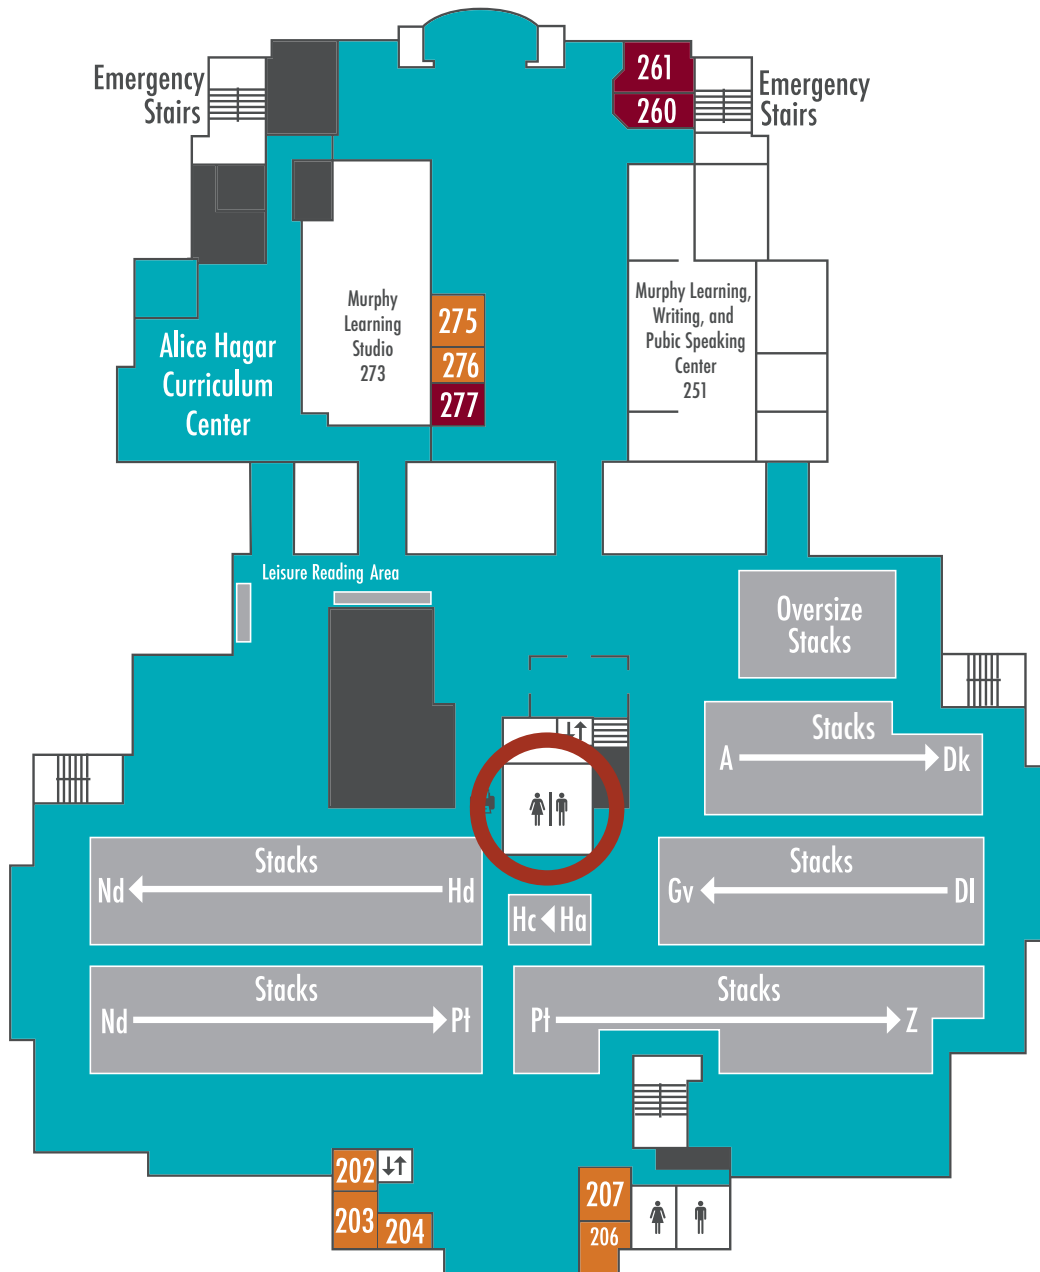 261
260
Emergency
Stairs
Emergency
Stairs
Murphy
Learning
Studio
273
275
276
277
Murphy Learning,
Writing, and
Pubic Speaking
Center
251
Alice Hagar
Curriculum
Center
Leisure Reading Area
Oversize
Stacks
Stacks
A Dk
Stacks
Nd Hd
Hc Ha
Stacks
Gv Dl
Stacks
Nd Pt
Stacks
Pt Z
202
203
204
207
206